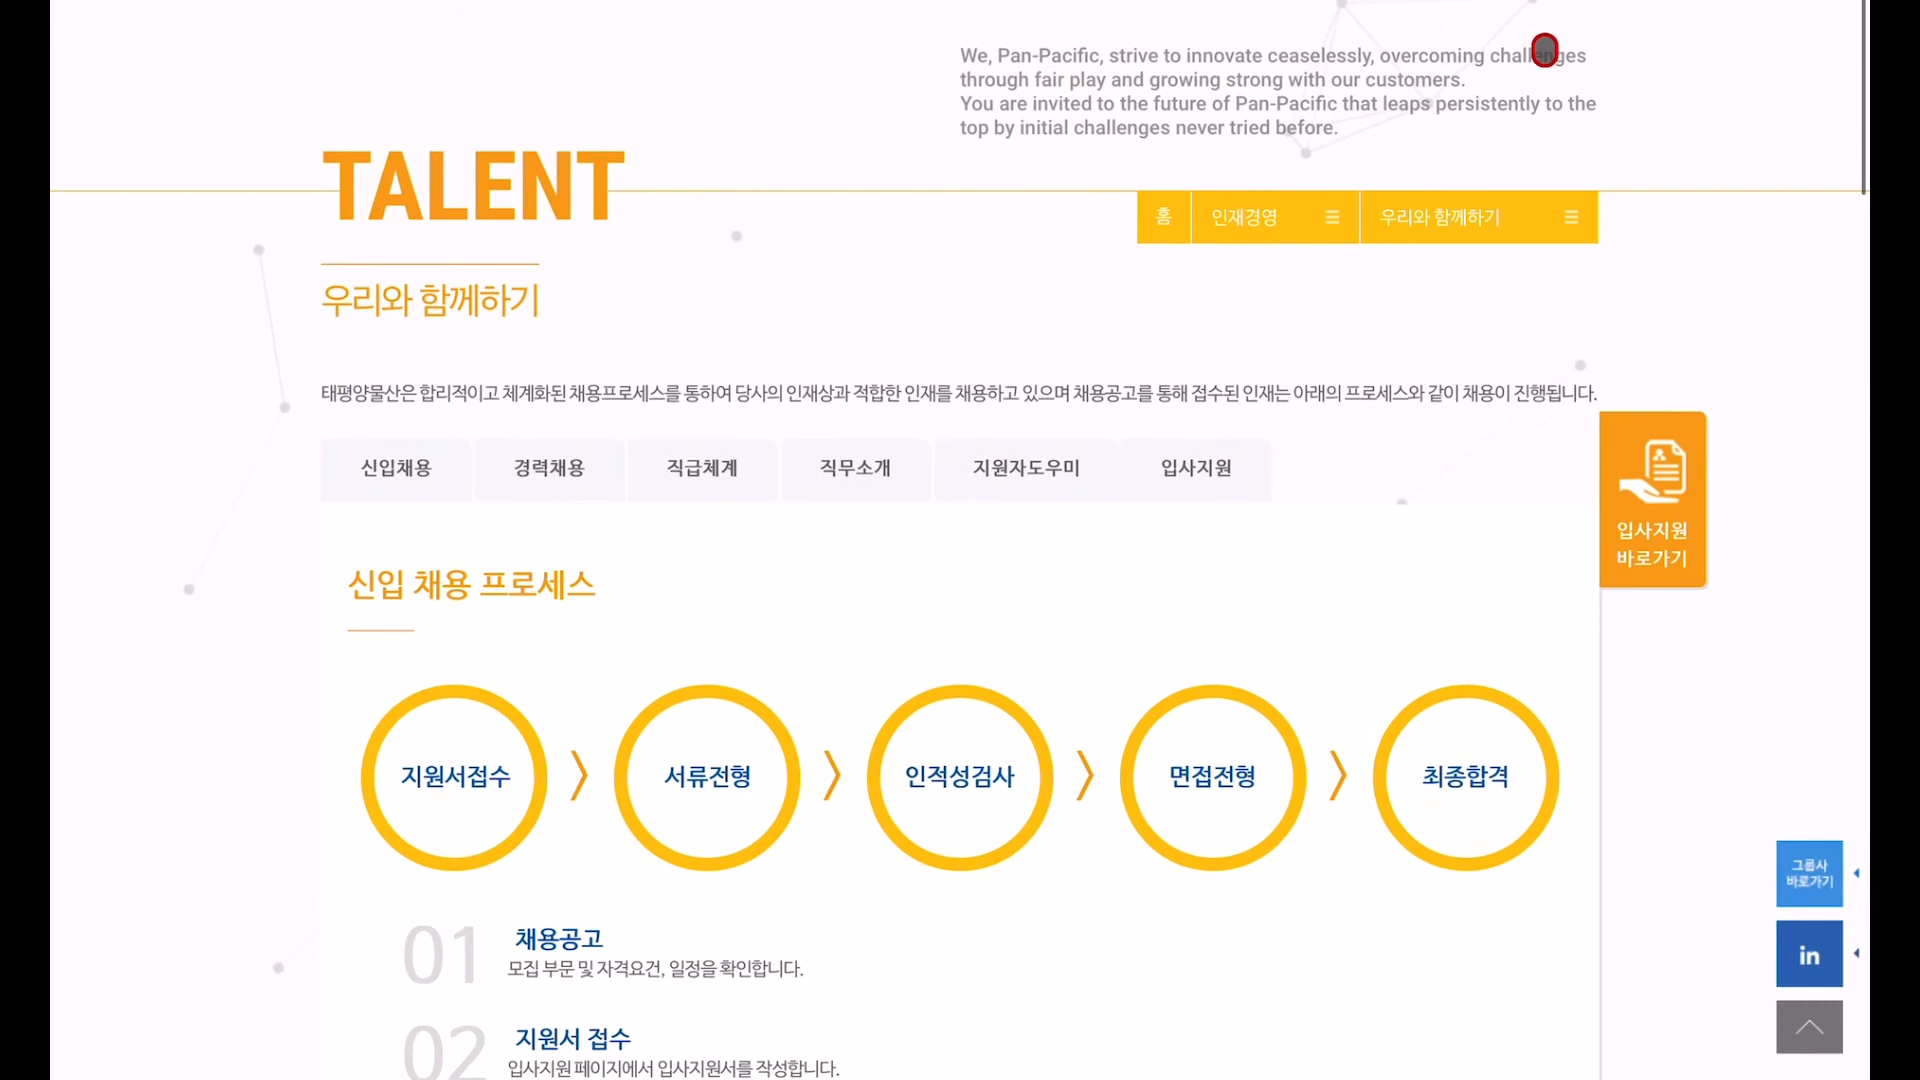 We, Pan-Pacific, strive to innovate ceaselessly, overcoming challenges
through fair play and growing strong with our customers.
You are invited to the future of Pan-Pacific that leaps persistently to the
top by initial challenges never tried before.
TALENT
홈 인재경영 우리와 함께하기
우리와 함께하기
태평양물산은 합리적이고 체계화된 채용프로세스를 통하여 당사의 인재상과 적합한 인재를 채용하고 있으며 채용공고를 통해 접수된 인재는 아래의 프로세스와 같이 채용이 진행됩니다.
신입채용 경력채용 직급체계 직무소개 지원자도우미 입사지원
입사지원
바로가기
신입 채용 프로세스
지원서접수 〉 서류전형 〉 인적성검사 〉 면접전형 〉 최종합격
그룹사
바로가기
01 채용공고
모집 부문 및 자격요건, 일정을 확인합니다.
in
02 지원서 접수
입사지원 페이지에서 입사지원서를 작성합니다.